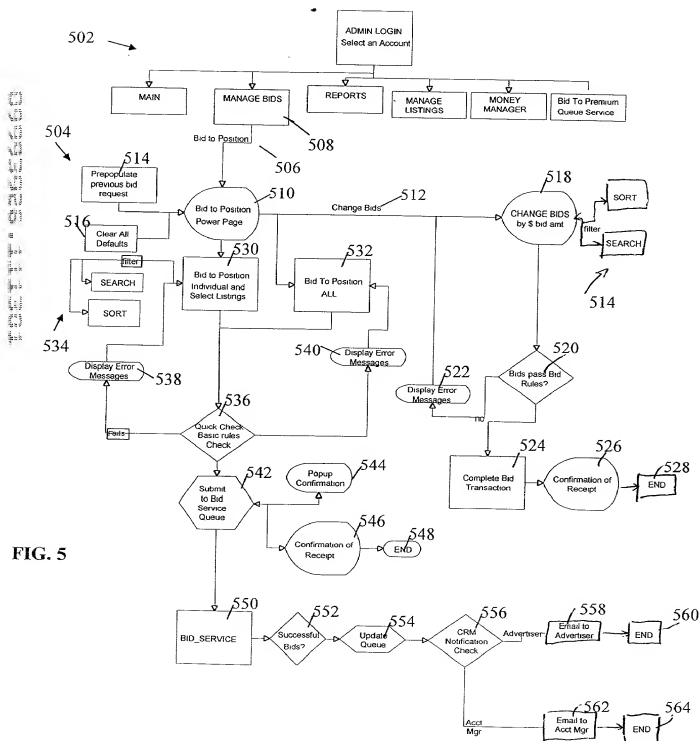 ADMIN LOGIN
Select an Account
502
MAIN
MANAGE BIDS
REPORTS
MANAGE
LISTINGS
MONEY
MANAGER
Bid To Premium
Queue Service
508
504
Bid to Position
506
514
Prepopulate
previous bid
request
510
Bid to Position
Power Page
Change Bids
512
518
CHANGE BIDS
by $ bid amt
SORT
filter
SEARCH
514
516
Clear All
Defaults
530
Bid to Position
Individual and
Select Listings
532
Bid To Position
ALL
filter
SEARCH
SORT
534
Display Error
Messages
538
540
Display Error
Messages
522
Display Error
Messages
520
Bids pass Bid
Rules?
no
536
Quick Check
Basic rules
Check
Fails
524
Complete Bid
Transaction
526
Confirmation of
Receipt
528
END
542
Submit
to Bid
Service
Queue
544
Popup
Confirmation
546
Confirmation of
Receipt
548
END
FIG. 5
550
BID_SERVICE
552
Successful
Bids?
554
Update
Queue
556
CRM
Notification
Check
Advertiser
558
Email to
Advertiser
560
END
Acct
Mgr
562
Email to
Acct Mgr
564
END